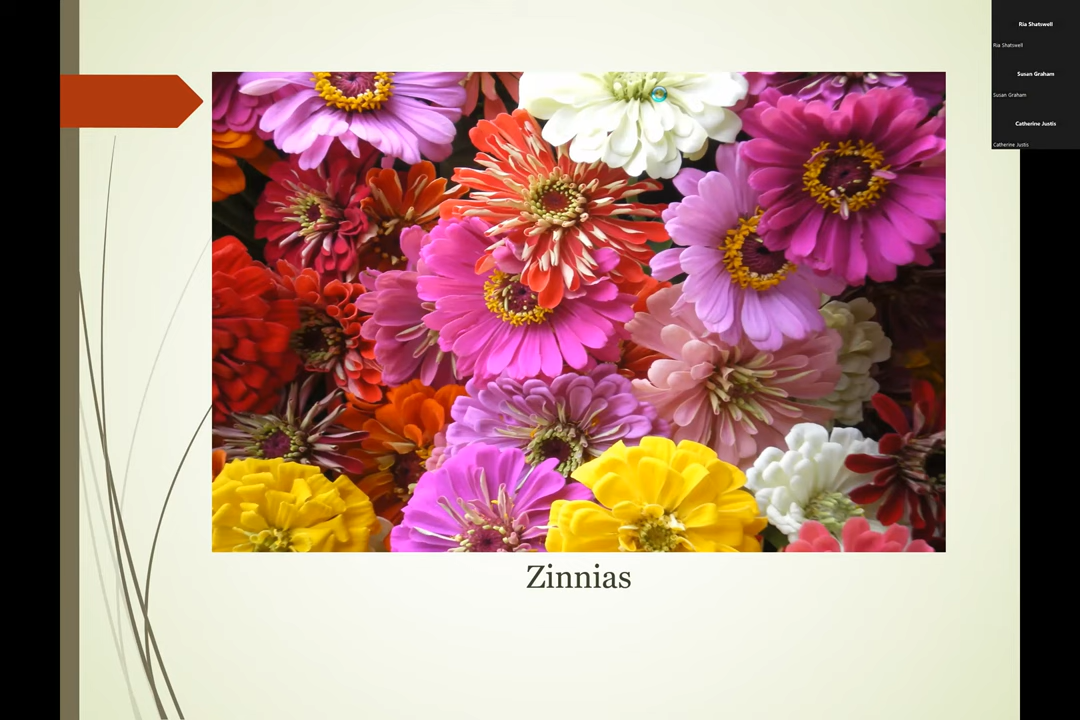 Ria Shatswell
Ria Shatswell
Susan Graham
Susan Graham
Catherine Justis
Catherine Justis
Zinnias